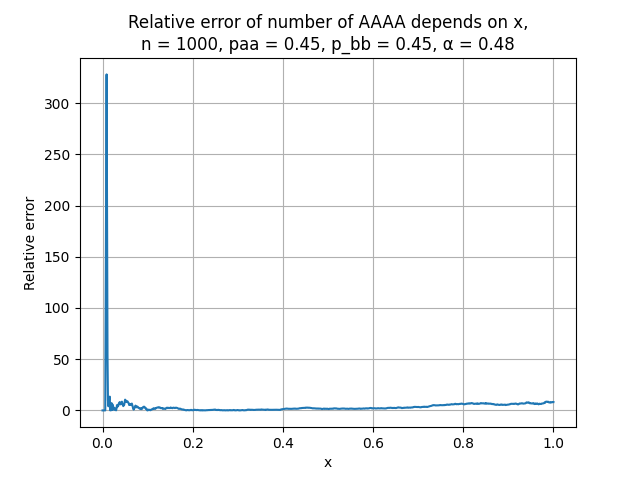 Relative error of number of AAAA depends on x,
n = 1000, paa = 0.45, p_bb = 0.45, α = 0.48
Relative error
300
250
200
150
100
50
0
0.0 0.2 0.4 0.6 0.8 1.0
x